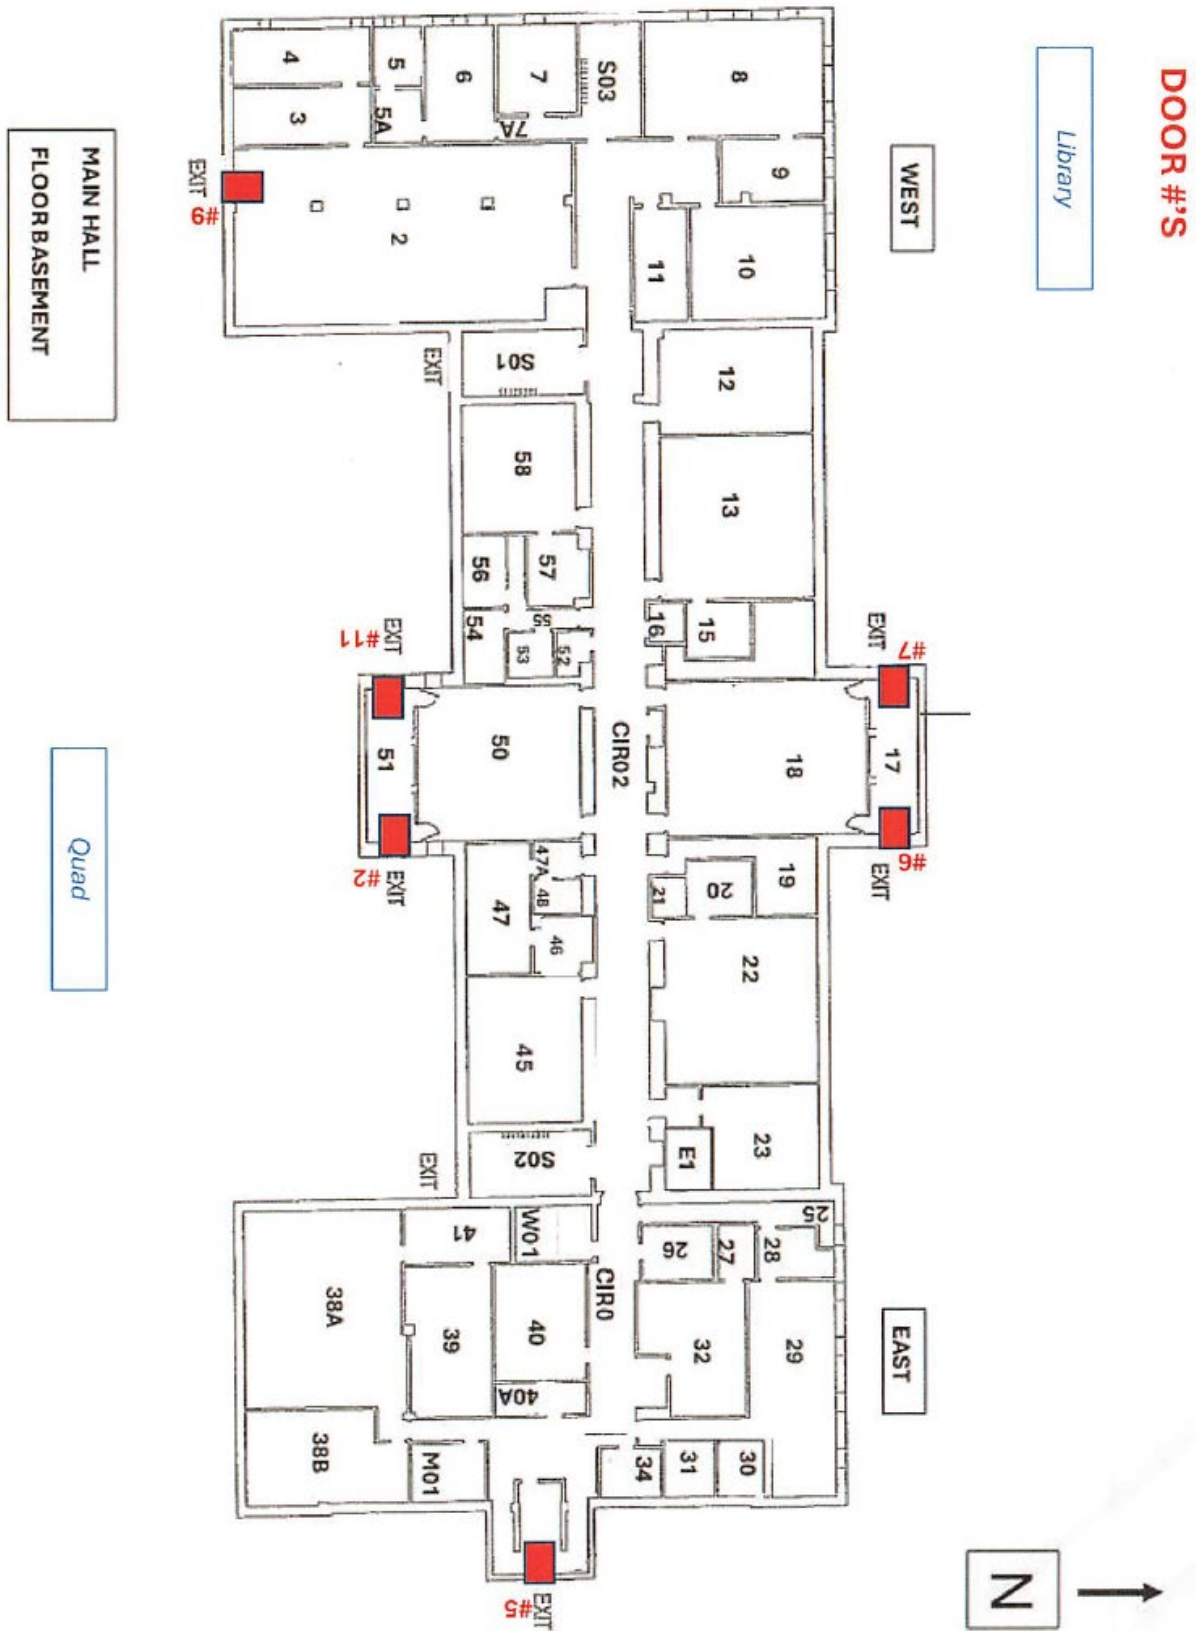 DOOR #'S
Library
WEST
EAST
N
4
5
6
7
S03
8
3
5A
7A
9
EXIT
#9
2
11
10
S01
EXIT
12
58
13
56
57
55
54
53
52
16
15
EXIT
#11
EXIT
#7
51
50
CIR02
18
17
#2
EXIT
#6
EXIT
47A
48
47
46
21
20
19
22
45
S02
EXIT
E1
23
25
41
W01
CIR0
26
27
28
38A
39
40
32
29
40A
38B
M01
34
31
30
EXIT
#5
Quad
MAIN HALL
FLOOR BASEMENT